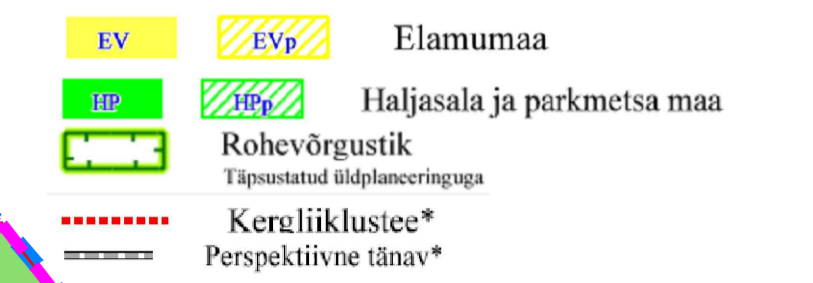 EV EVp Elamumaa
HP HPp Haljasala ja parkmetsa maa
Rohevõrgustik
Täpsustatud üldplaneeringuga
Kergliiklustee*
Perspektiivne tänav*